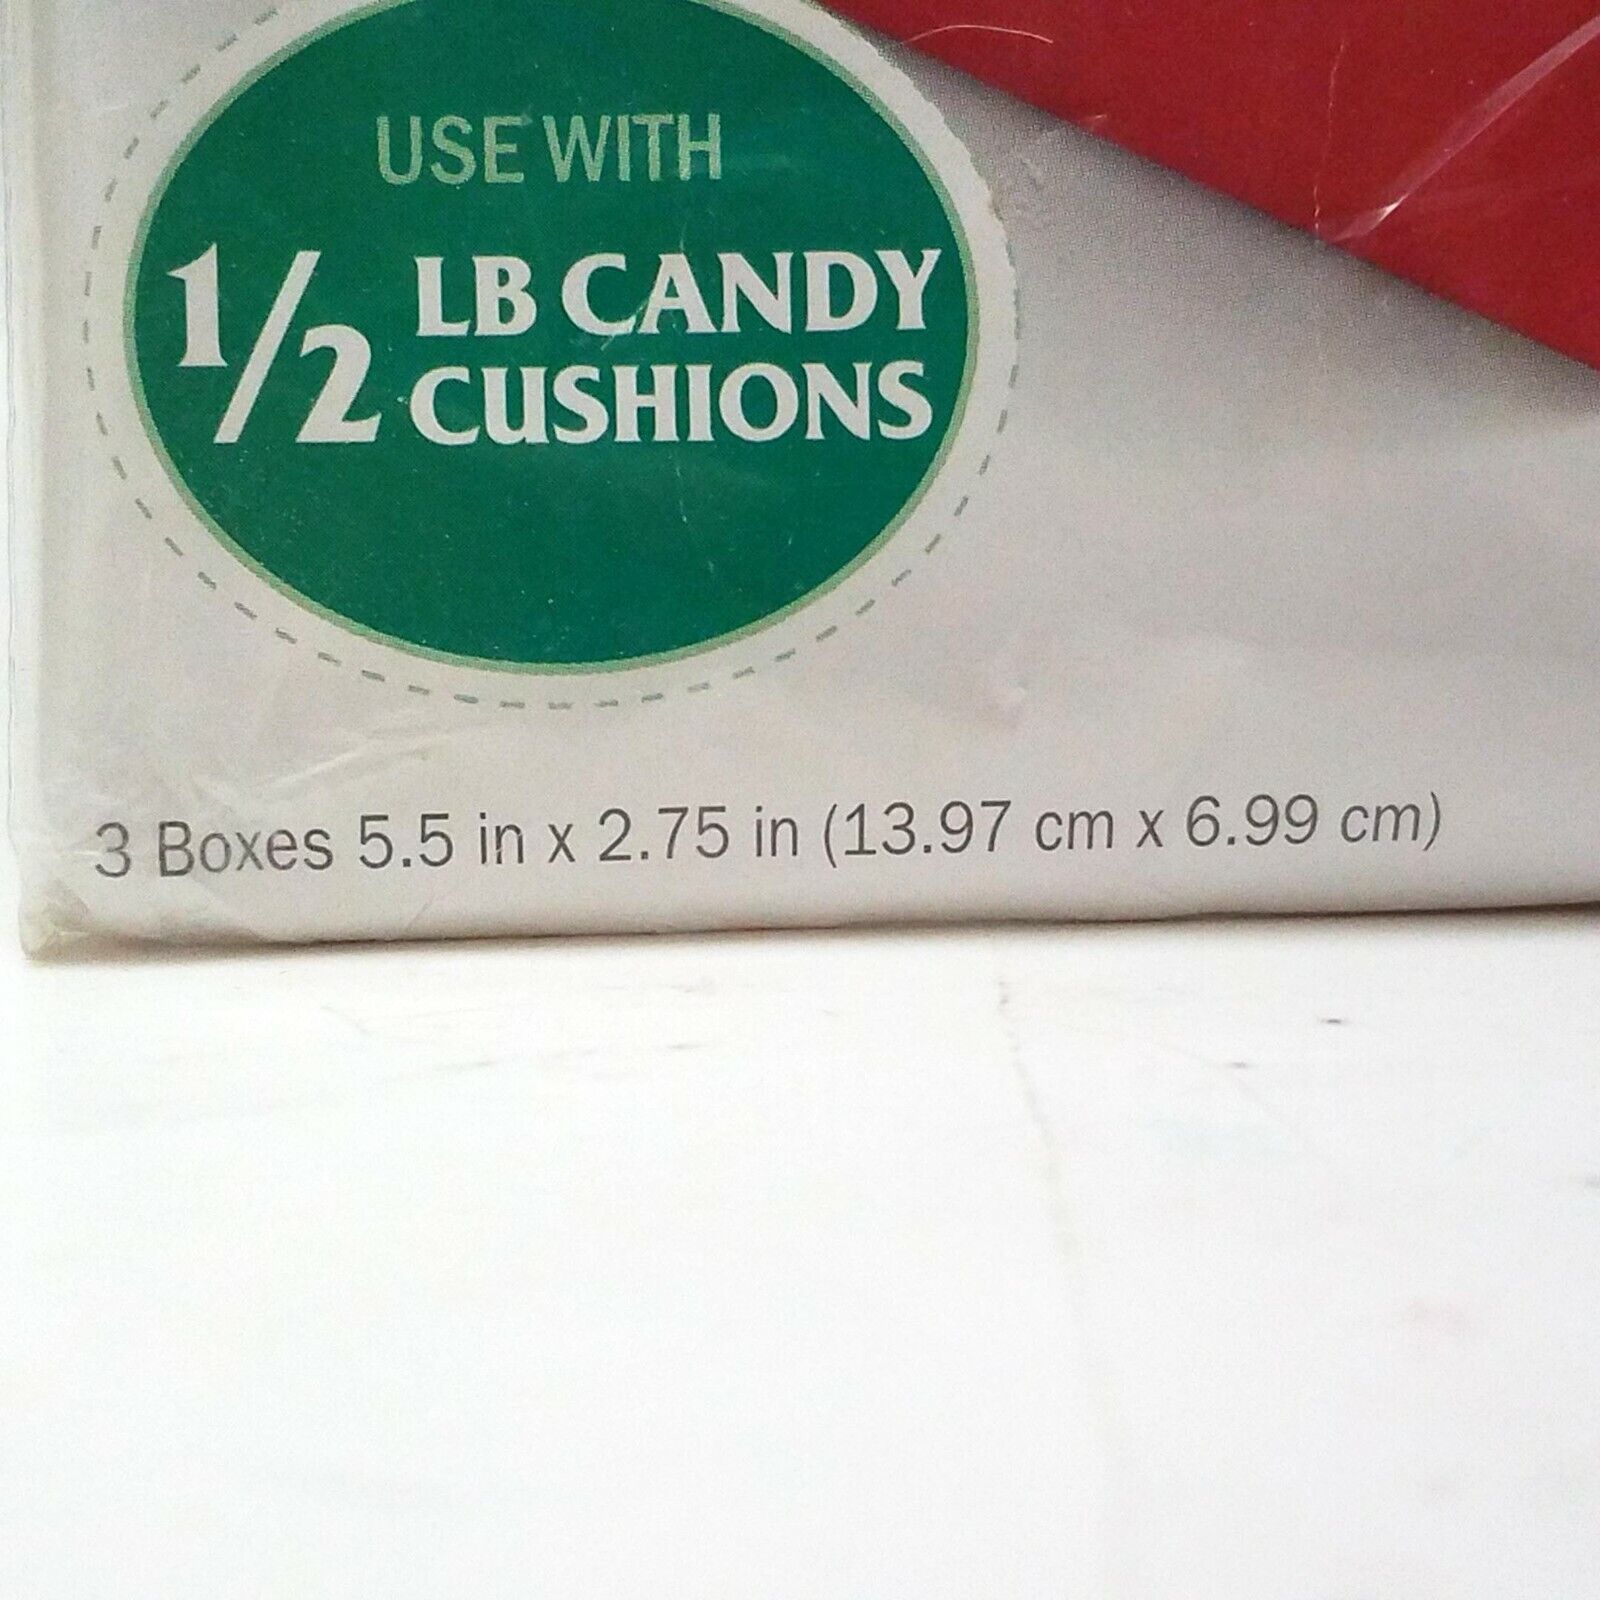 USE WITH
1/2 LB CANDY
CUSHIONS
3 Boxes 5.5 in x 2.75 in (13.97 cm x 6.99 cm)